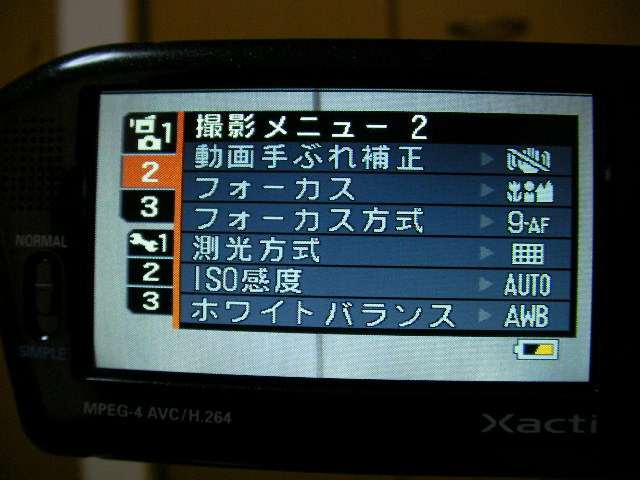 1
撮影メニュー 2
動画手ぶれ補正
2
フォーカス
3
フォーカス方式 9-AF
1
測光方式
2
ISO感度 AUTO
3
ホワイトバランス AWB
NORMAL
SIMPLE
MPEG-4 AVC/H.264
Xacti